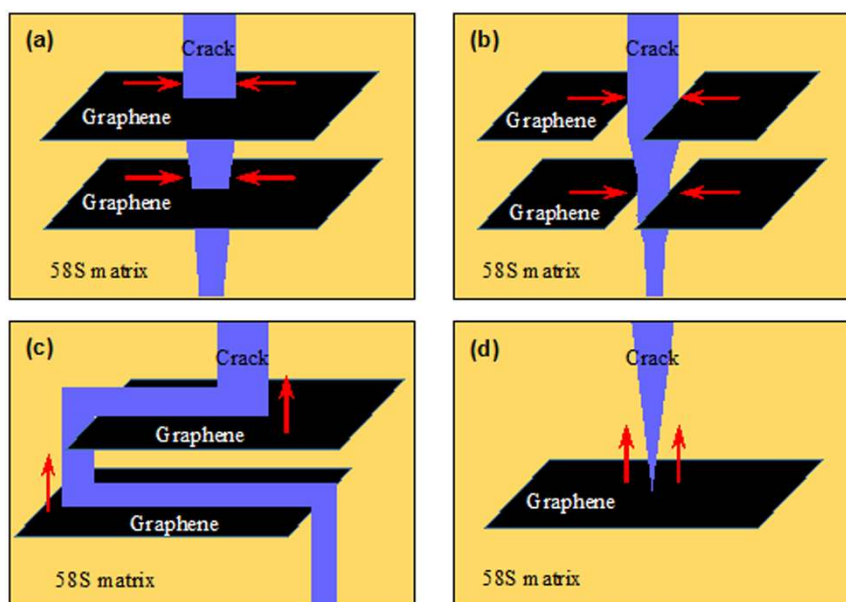 (a)
Crack
Graphene
Graphene
58S matrix
(b)
Crack
Graphene
Graphene
58S matrix
(c)
Crack
Graphene
Graphene
58S matrix
(d)
Crack
Graphene
58S matrix